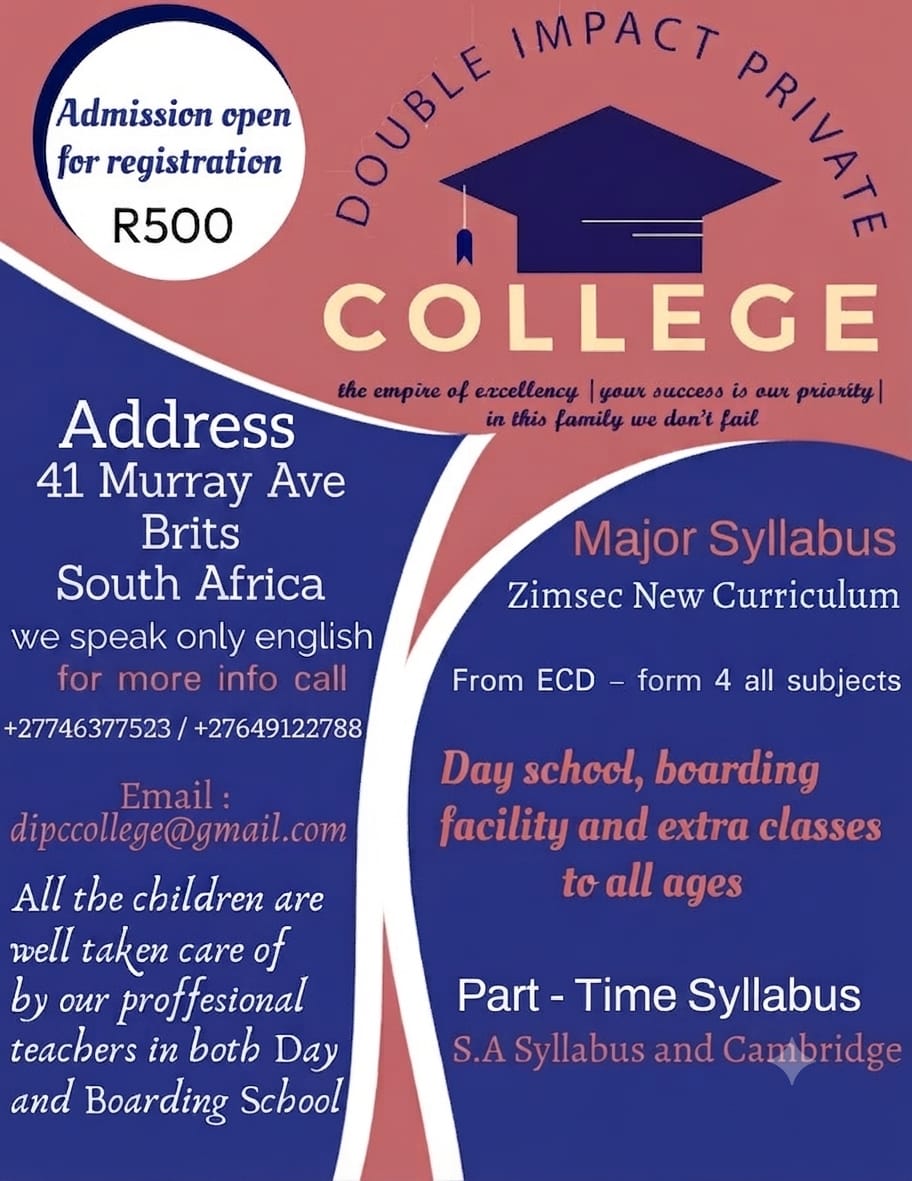 Admission open
for registration
R500
DOUBLE IMPACT PRIVATE
COLLEGE
the empire of excellency | your success is our priority |
in this family we don't fail
Address
41 Murray Ave
Brits
South Africa
we speak only english
for more info call
+27746377523 / +27649122788
Email :
dipccollege@gmail.com
All the children are
well taken care of
by our proffesional
teachers in both Day
and Boarding School
Major Syllabus
Zimsec New Curriculum
From ECD – form 4 all subjects
Day school, boarding
facility and extra classes
to all ages
Part - Time Syllabus
S.A Syllabus and Cambridge